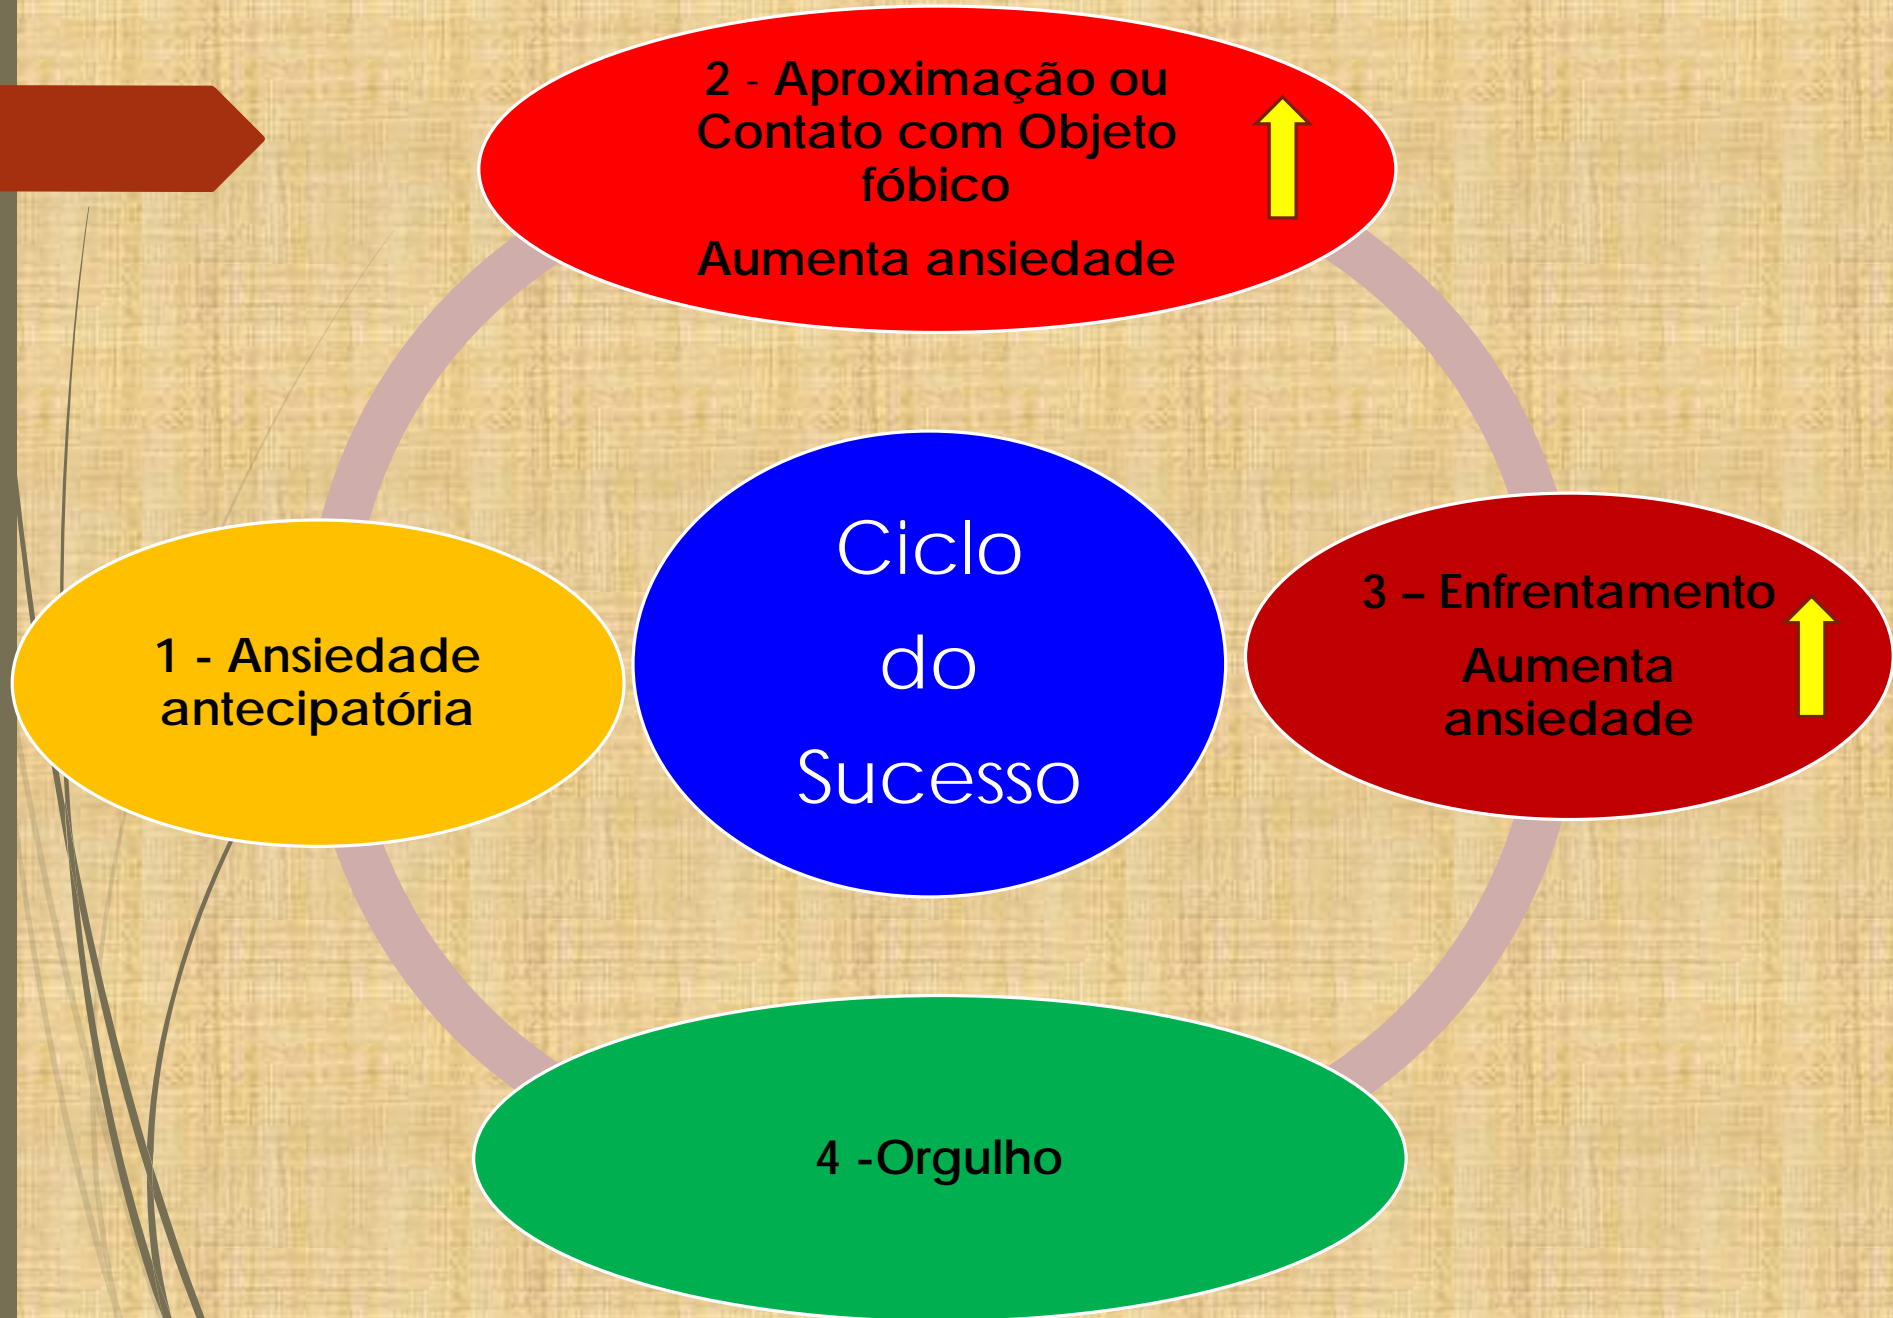 2 - Aproximação ou
Contato com Objeto
fóbico
Aumenta ansiedade
Ciclo
do
Sucesso
3 – Enfrentamento
Aumenta
ansiedade
1 - Ansiedade
antecipatória
4 -Orgulho